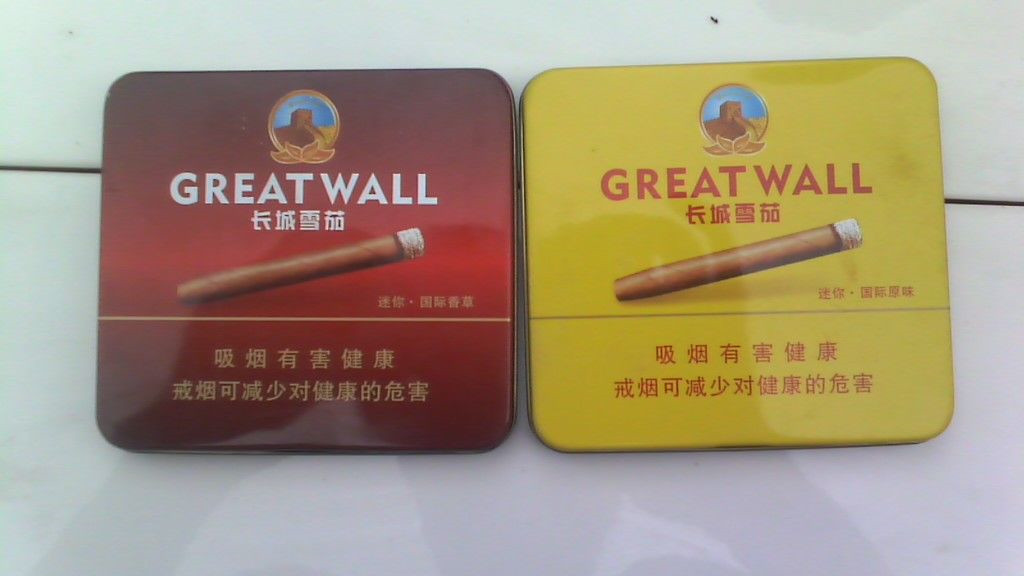 GREAT WALL
长城雪茄
迷你·国际香草
吸烟有害健康
戒烟可减少对健康的危害
GREAT WALL
长城雪茄
迷你·国际原味
吸烟有害健康
戒烟可减少对健康的危害